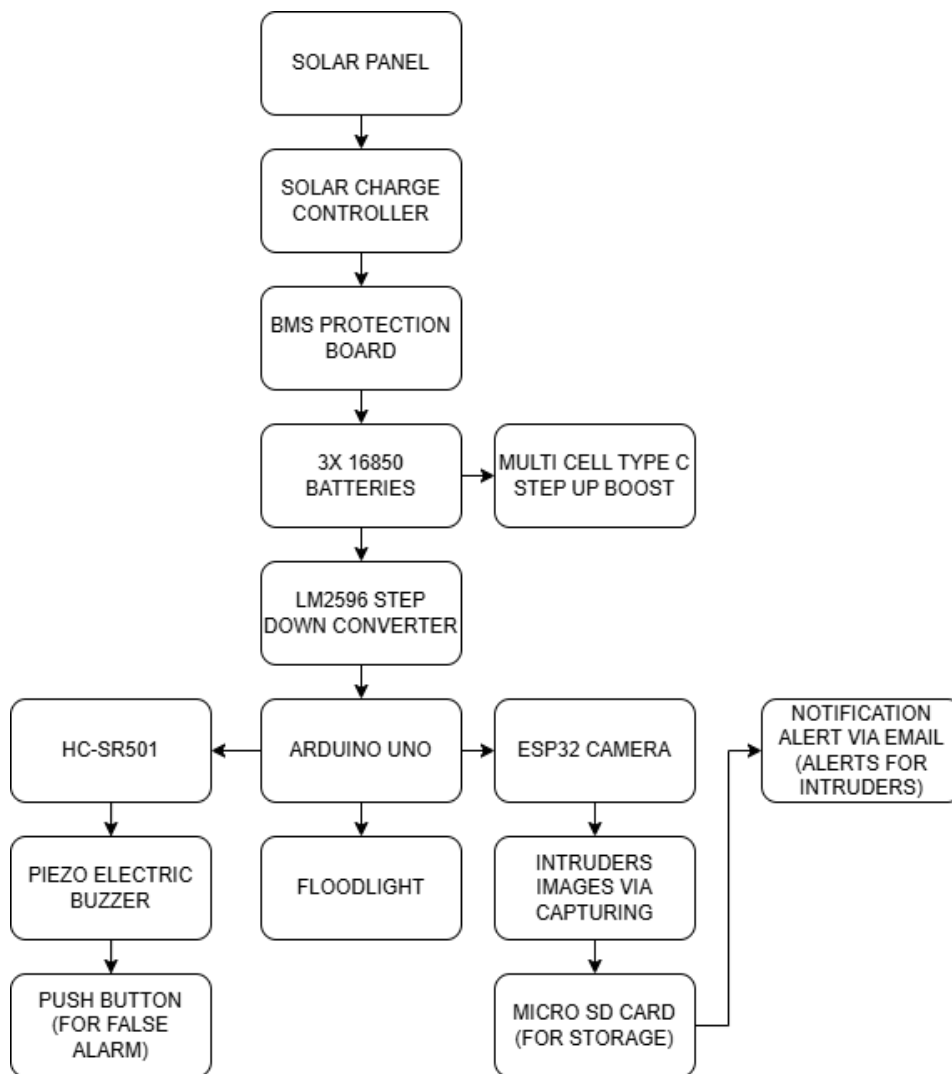 SOLAR PANEL
SOLAR CHARGE
CONTROLLER
BMS PROTECTION
BOARD
3X 16850
BATTERIES
MULTI CELL TYPE C
STEP UP BOOST
LM2596 STEP
DOWN CONVERTER
HC-SR501
ARDUINO UNO
ESP32 CAMERA
NOTIFICATION
ALERT VIA EMAIL
(ALERTS FOR
INTRUDERS)
PIEZO ELECTRIC
BUZZER
FLOODLIGHT
INTRUDERS
IMAGES VIA
CAPTURING
PUSH BUTTON
(FOR FALSE
ALARM)
MICRO SD CARD
(FOR STORAGE)